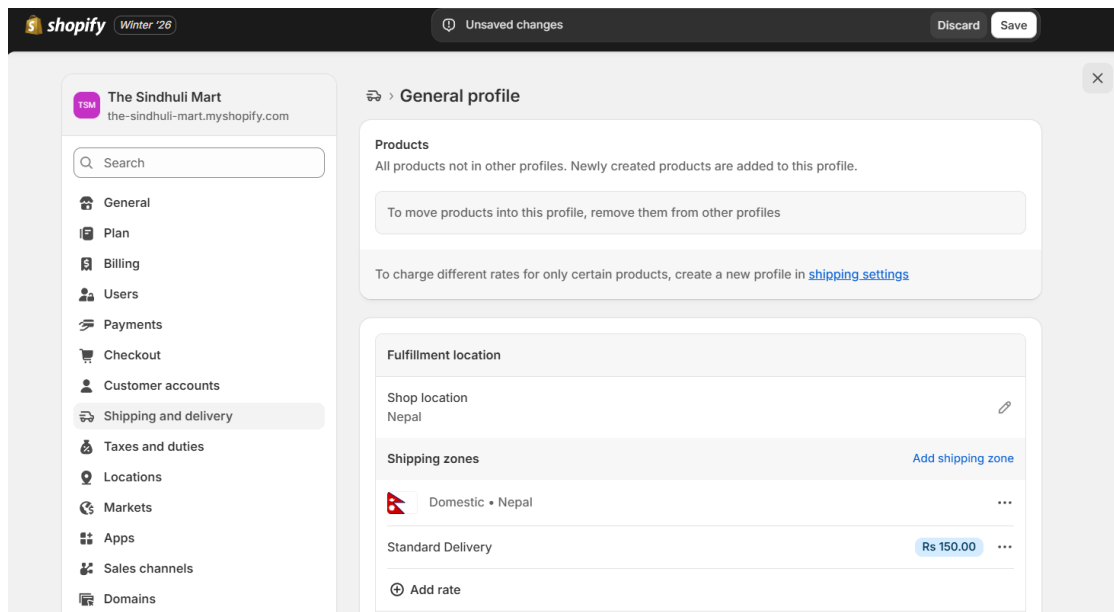 shopify Winter '26
Unsaved changes
Discard Save
TSM
The Sindhuli Mart
the-sindhuli-mart.myshopify.com
Search
General
Plan
Billing
Users
Payments
Checkout
Customer accounts
Shipping and delivery
Taxes and duties
Locations
Markets
Apps
Sales channels
Domains
› General profile
Products
All products not in other profiles. Newly created products are added to this profile.
To move products into this profile, remove them from other profiles
To charge different rates for only certain products, create a new profile in shipping settings
Fulfillment location
Shop location
Nepal
Shipping zones Add shipping zone
Domestic • Nepal
Standard Delivery Rs 150.00
Add rate